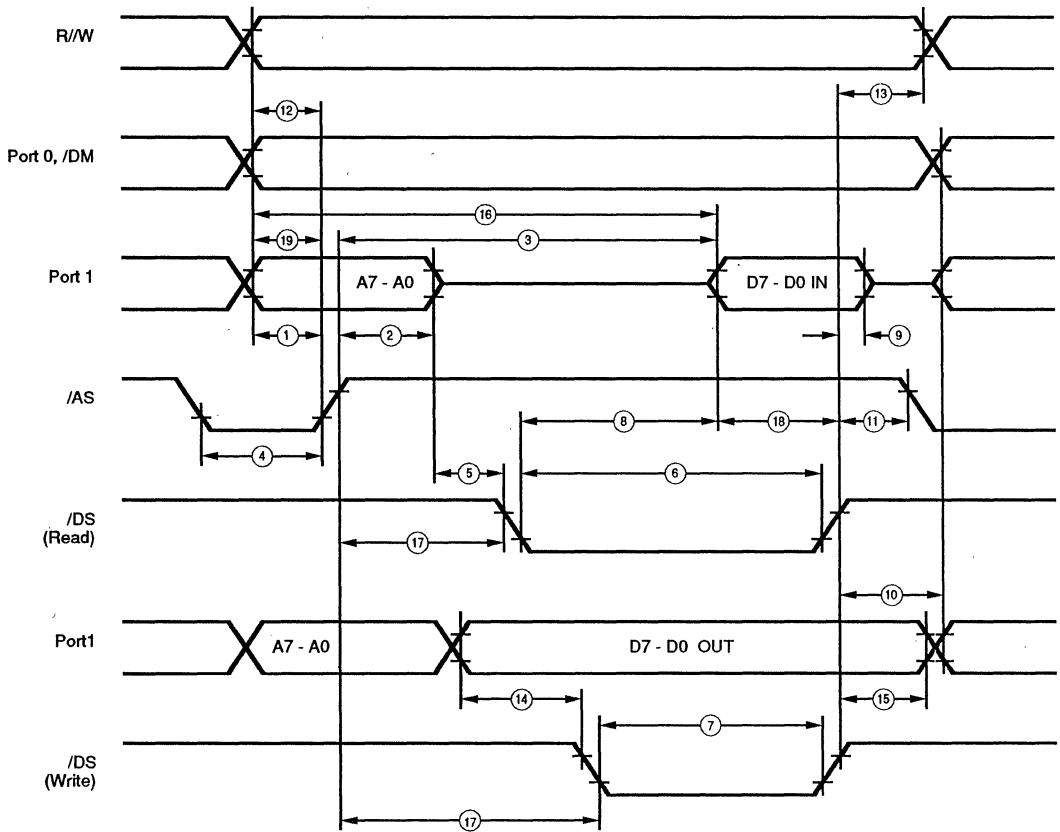 R//W
13
12
Port 0, /DM
16
19
3
Port 1
A7 - A0
D7 - D0 IN
1
2
9
/AS
8
18
11
4
5
6
/DS
(Read)
17
10
Port1
A7 - A0
D7 - D0 OUT
14
15
7
/DS
(Write)
17